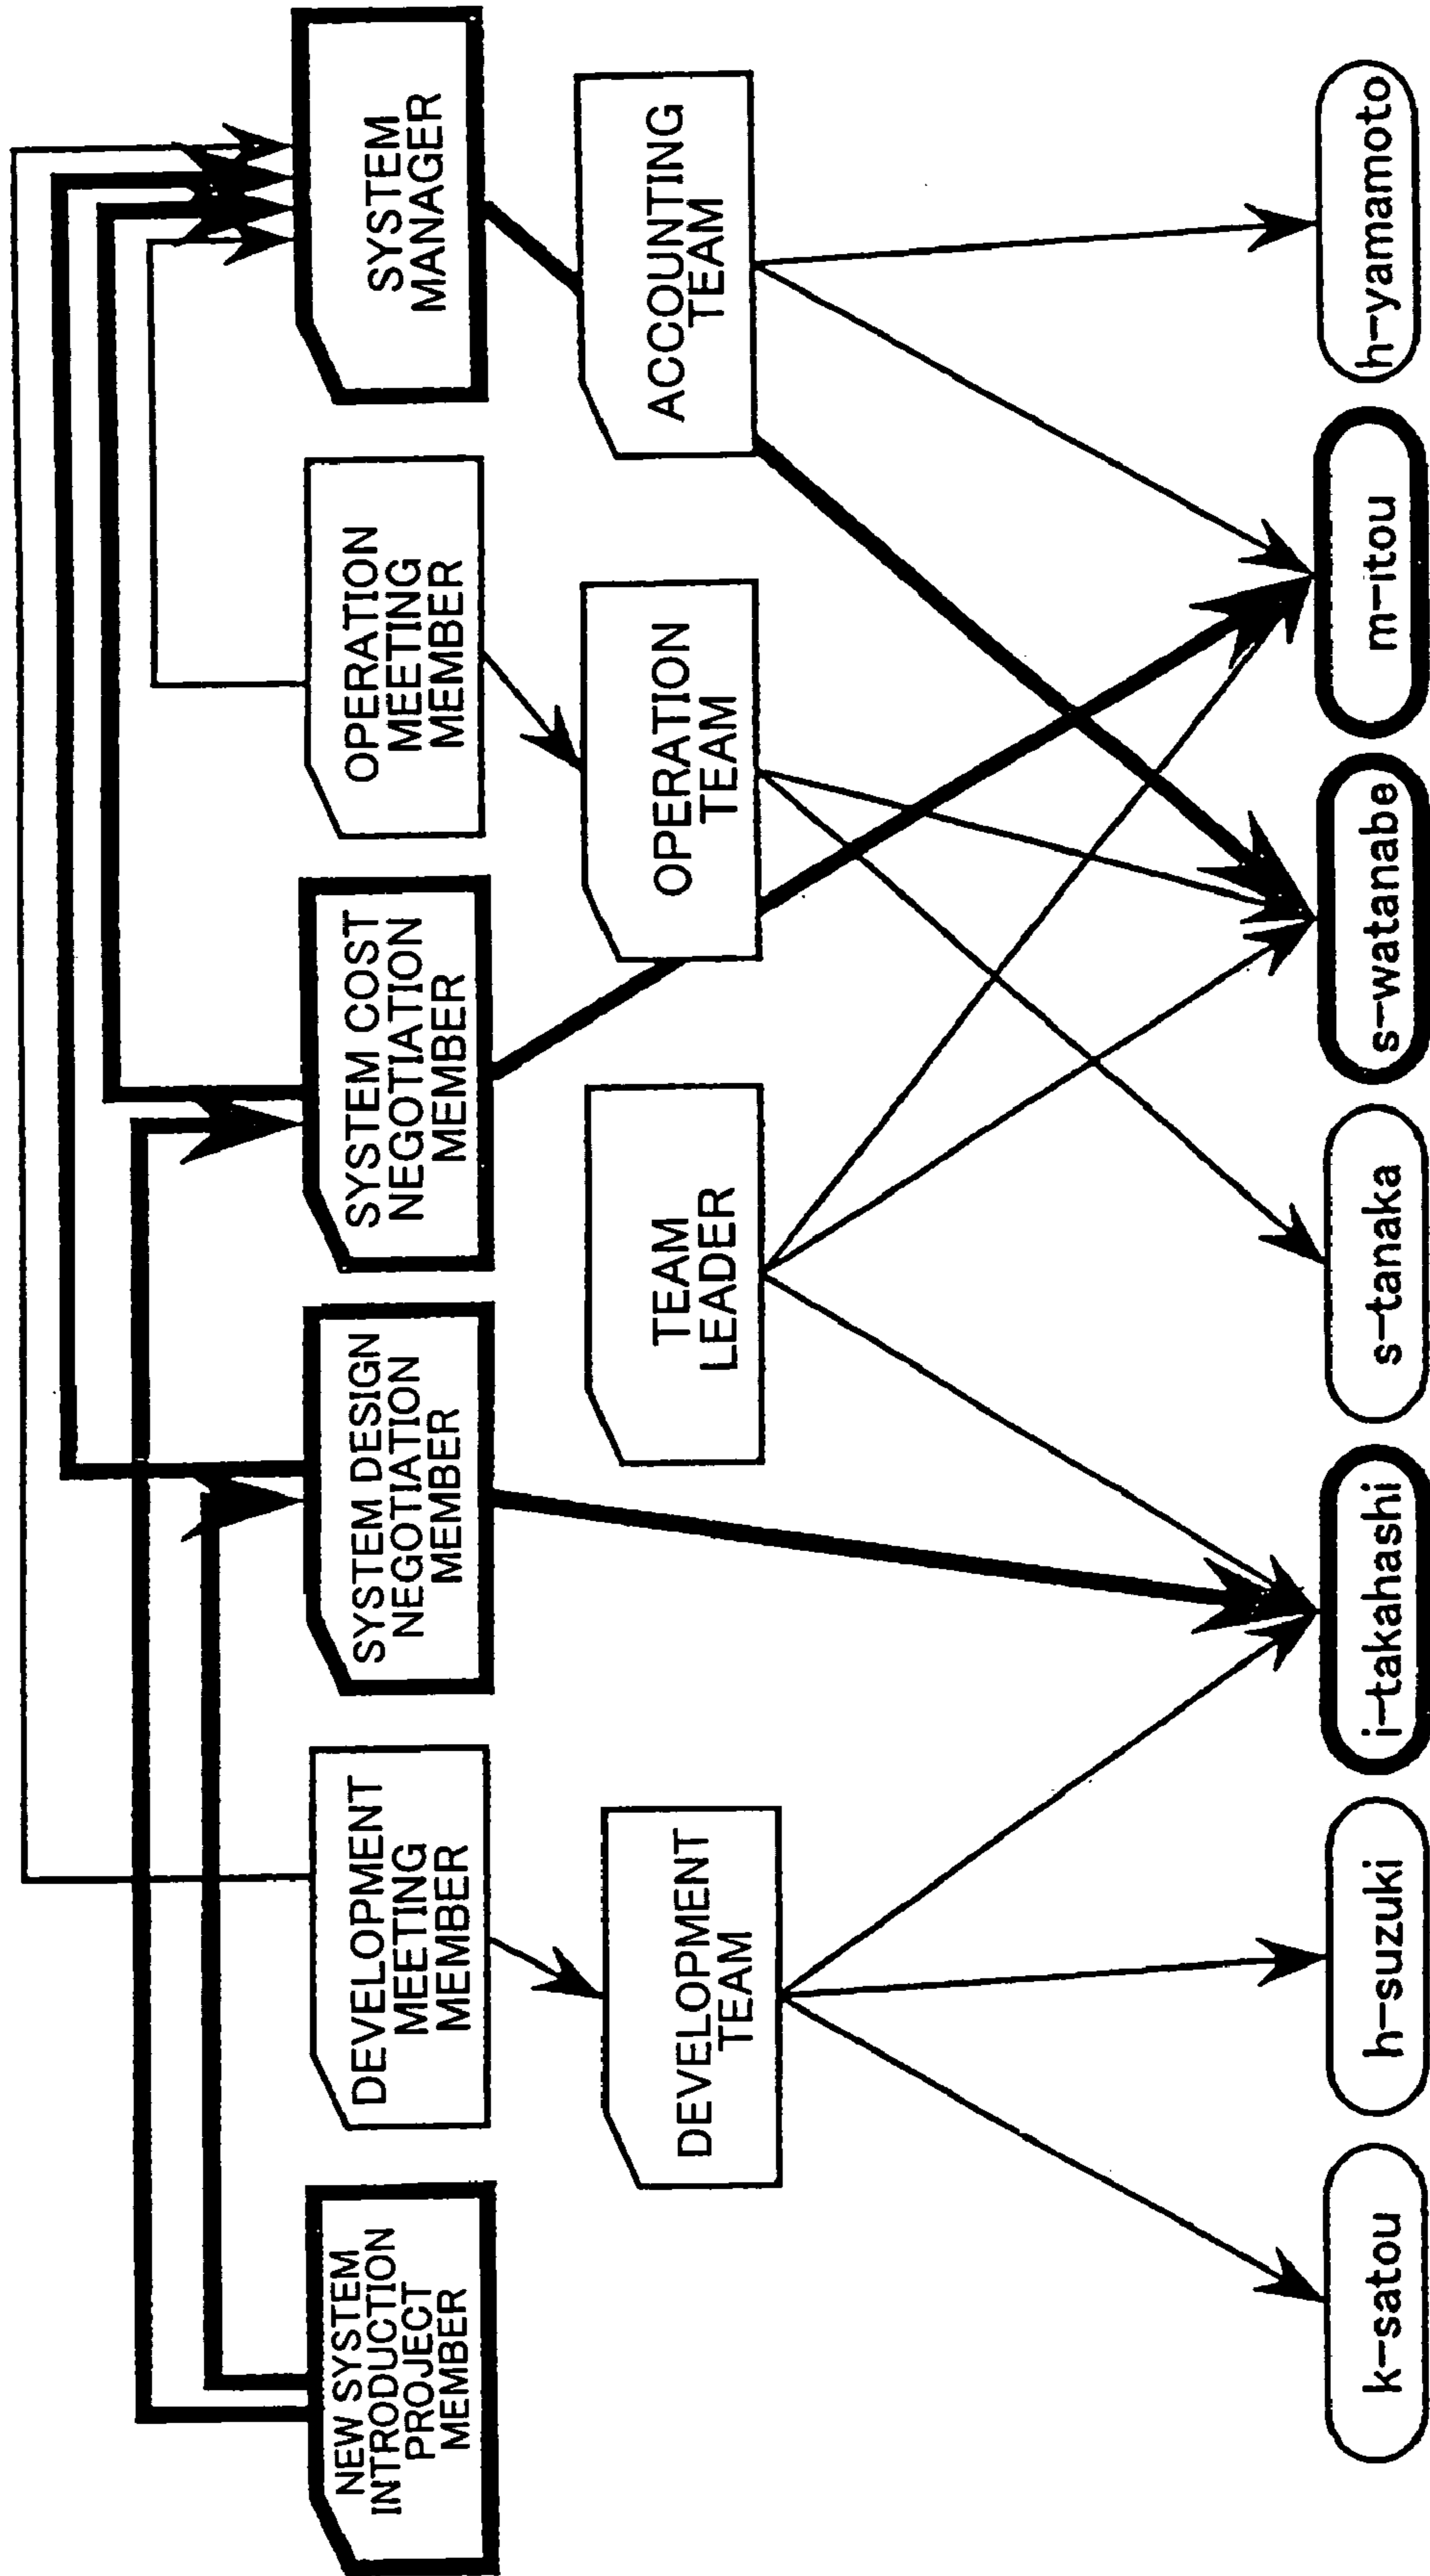 NEW SYSTEM
INTRODUCTION
PROJECT
MEMBER
DEVELOPMENT
MEETING
MEMBER
SYSTEM DESIGN
NEGOTIATION
MEMBER
SYSTEM COST
NEGOTIATION
MEMBER
OPERATION
MEETING
MEMBER
SYSTEM
MANAGER
DEVELOPMENT
TEAM
TEAM
LEADER
OPERATION
TEAM
ACCOUNTING
TEAM
k-satou
h-suzuki
i-takahashi
s-tanaka
s-watanabe
m-itou
h-yamamoto